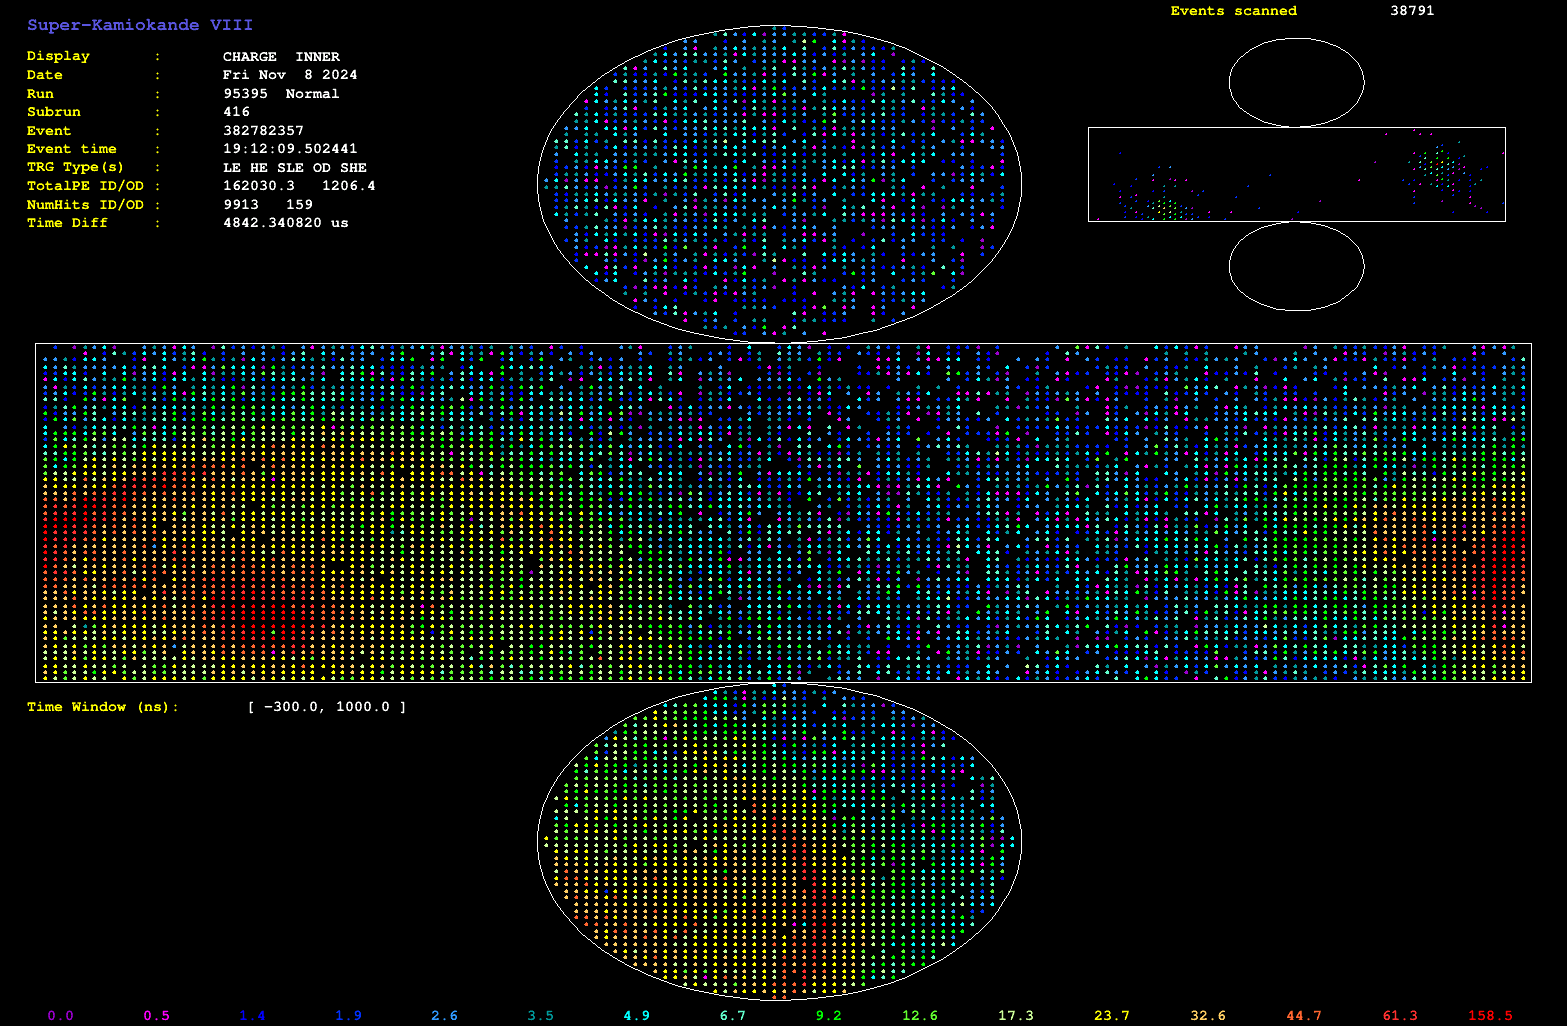 Super-Kamiokande VIII
Events scanned 38791
Display : CHARGE INNER
Date : Fri Nov 8 2024
Run : 95395 Normal
Subrun : 416
Event : 382782357
Event time : 19:12:09.502441
TRG Type(s) : LE HE SLE OD SHE
TotalPE ID/OD : 162030.3 1206.4
NumHits ID/OD : 9913 159
Time Diff : 4842.340820 us
Time Window (ns): [ -300.0, 1000.0 ]
0.0 0.5 1.4 1.9 2.6 3.5 4.9 6.7 9.2 12.6 17.3 23.7 32.6 44.7 61.3 158.5